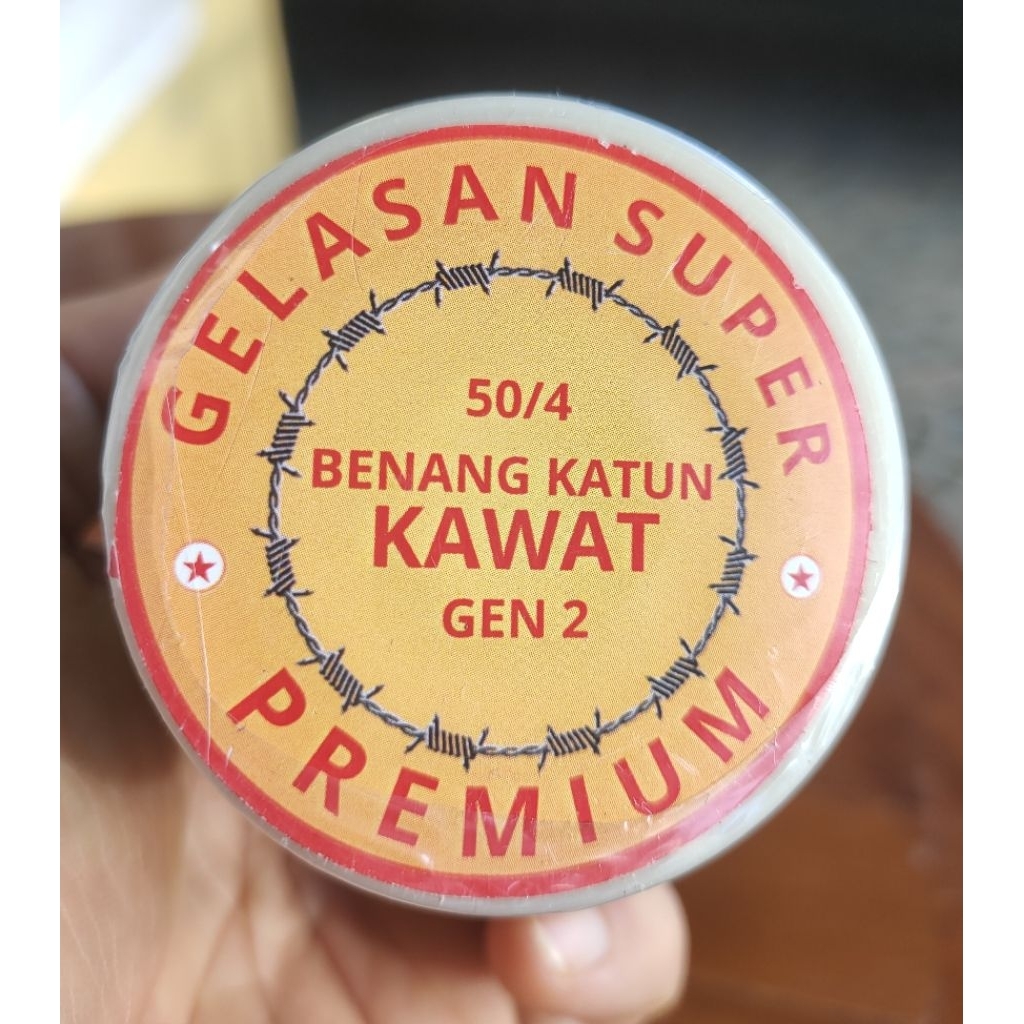 GELASAN SUPER
50/4
BENANG KATUN
KAWAT
GEN 2
PREMIUM